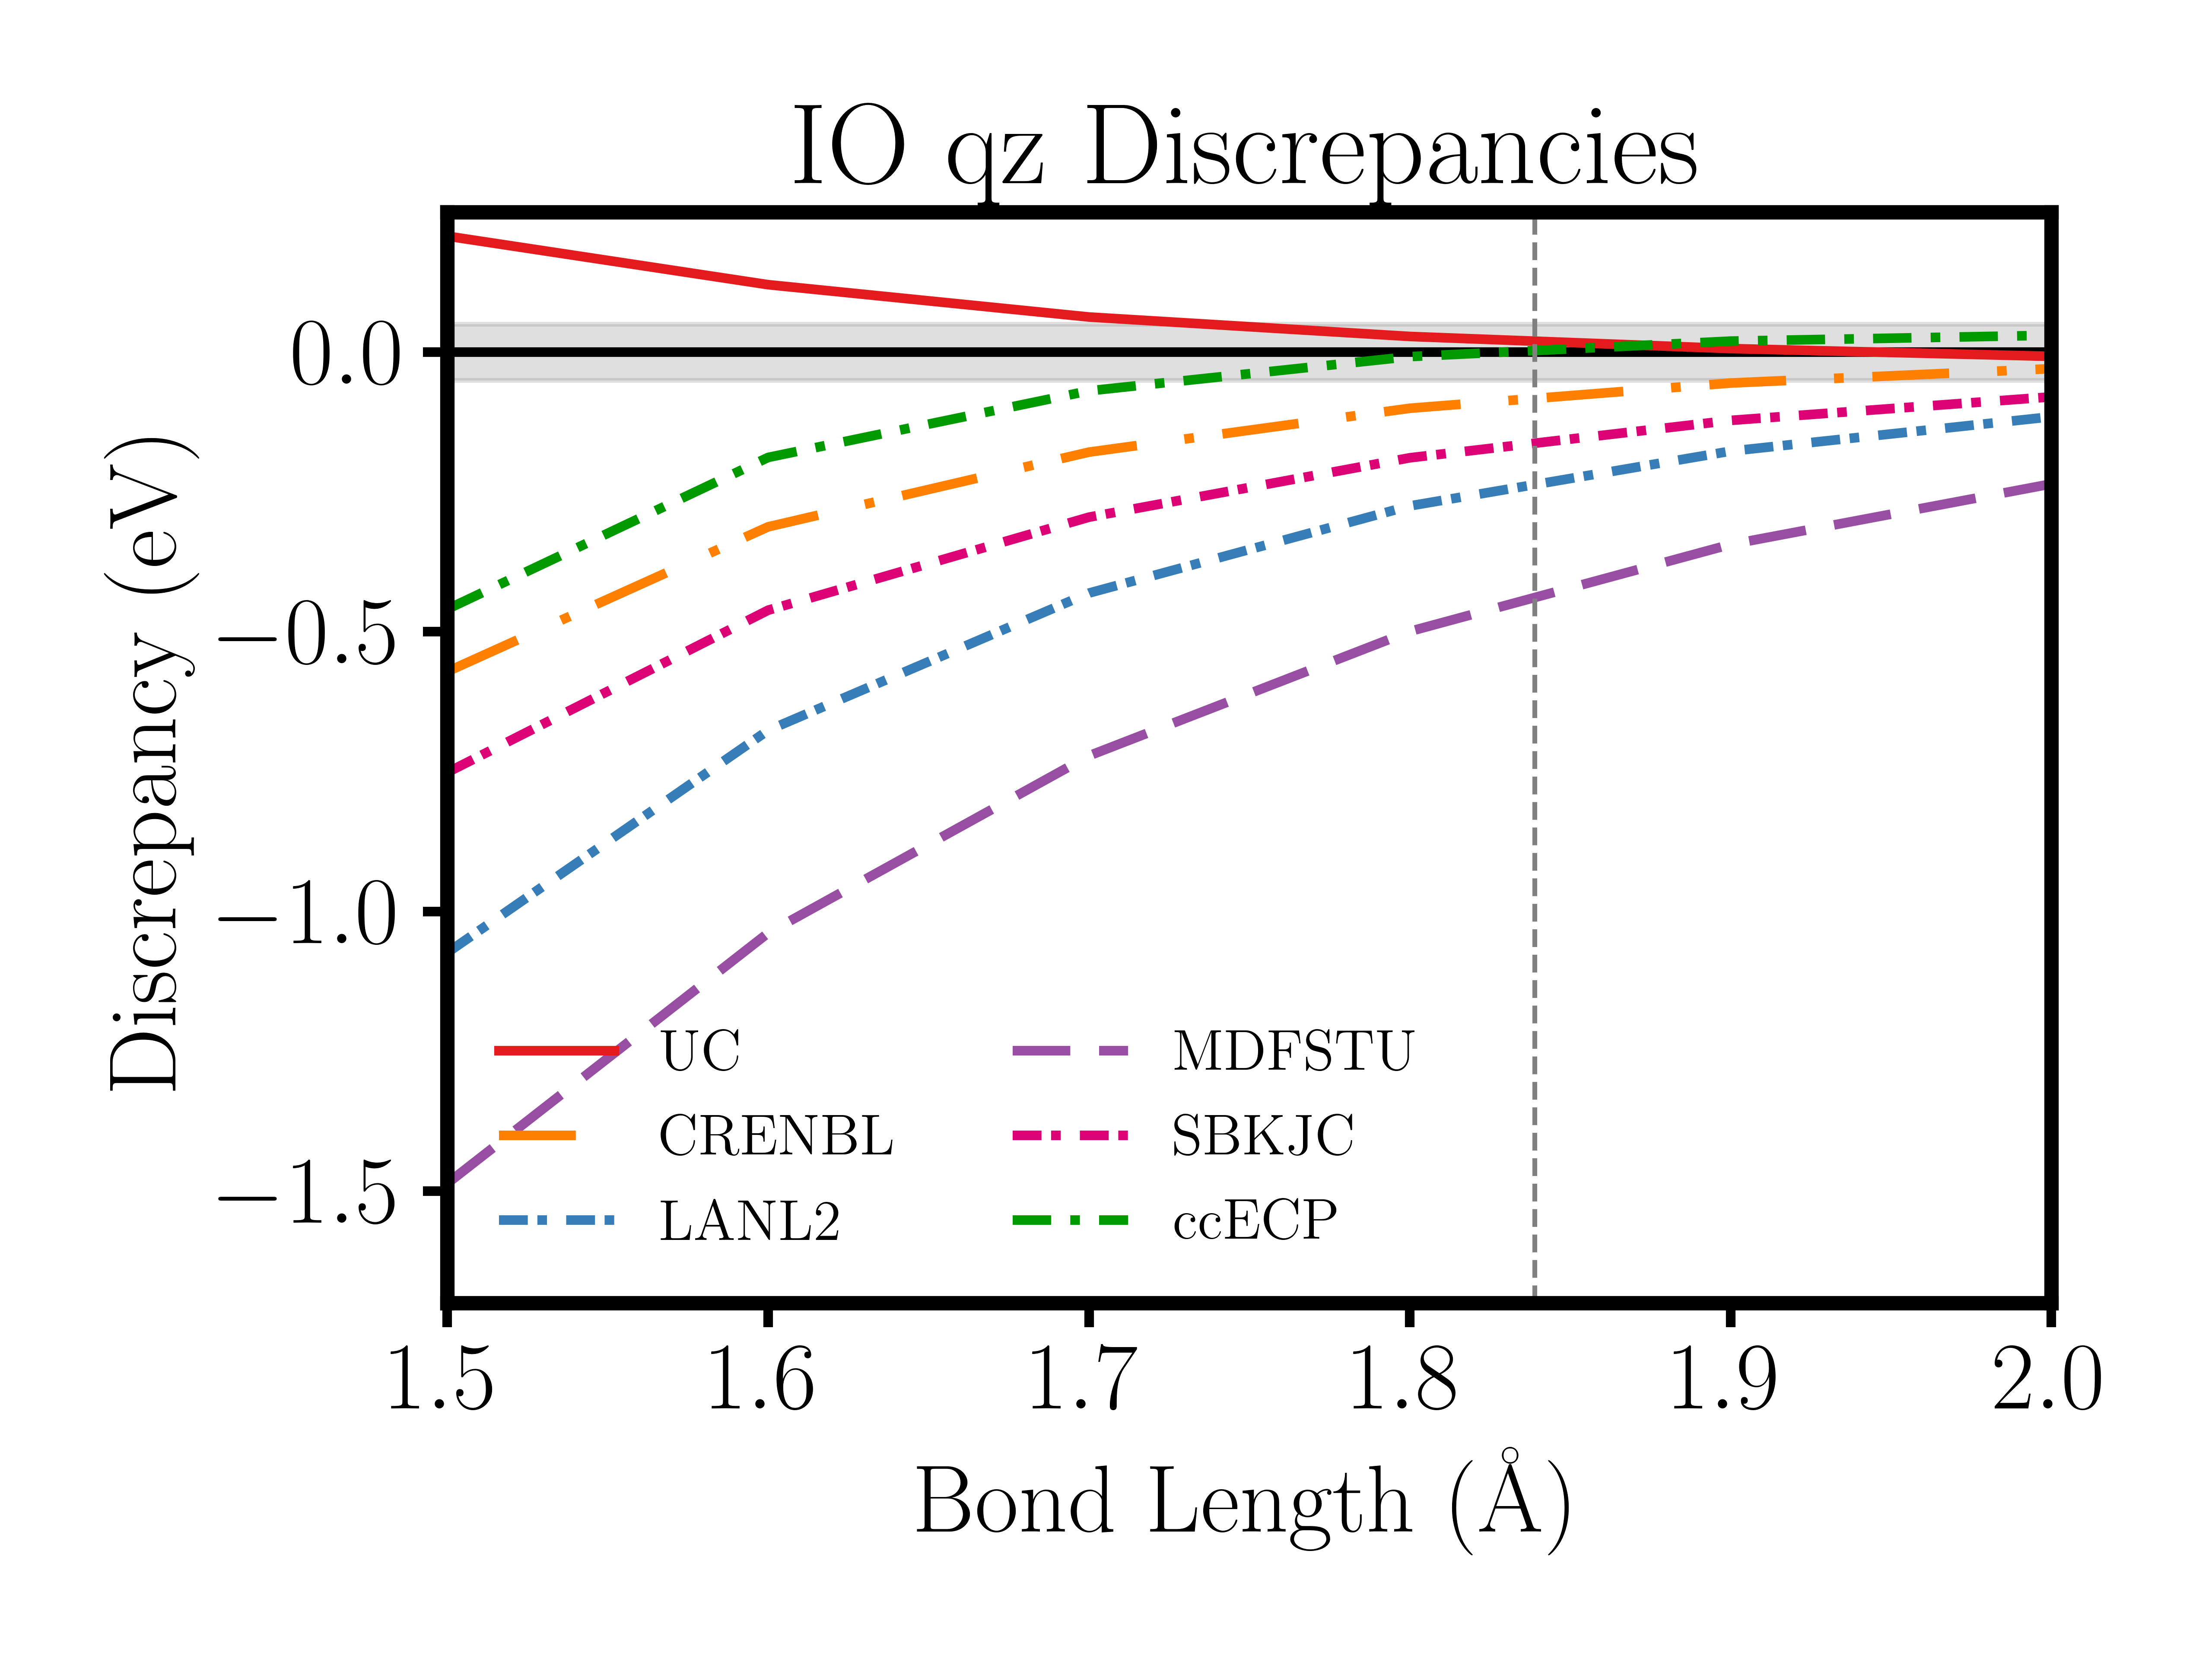 IO qz Discrepancies
Discrepancy (eV)
0.0
−0.5
−1.0
−1.5
UC
CRENBL
LANL2
MDFSTU
SBKJC
ccECP
1.5 1.6 1.7 1.8 1.9 2.0
Bond Length (Å)